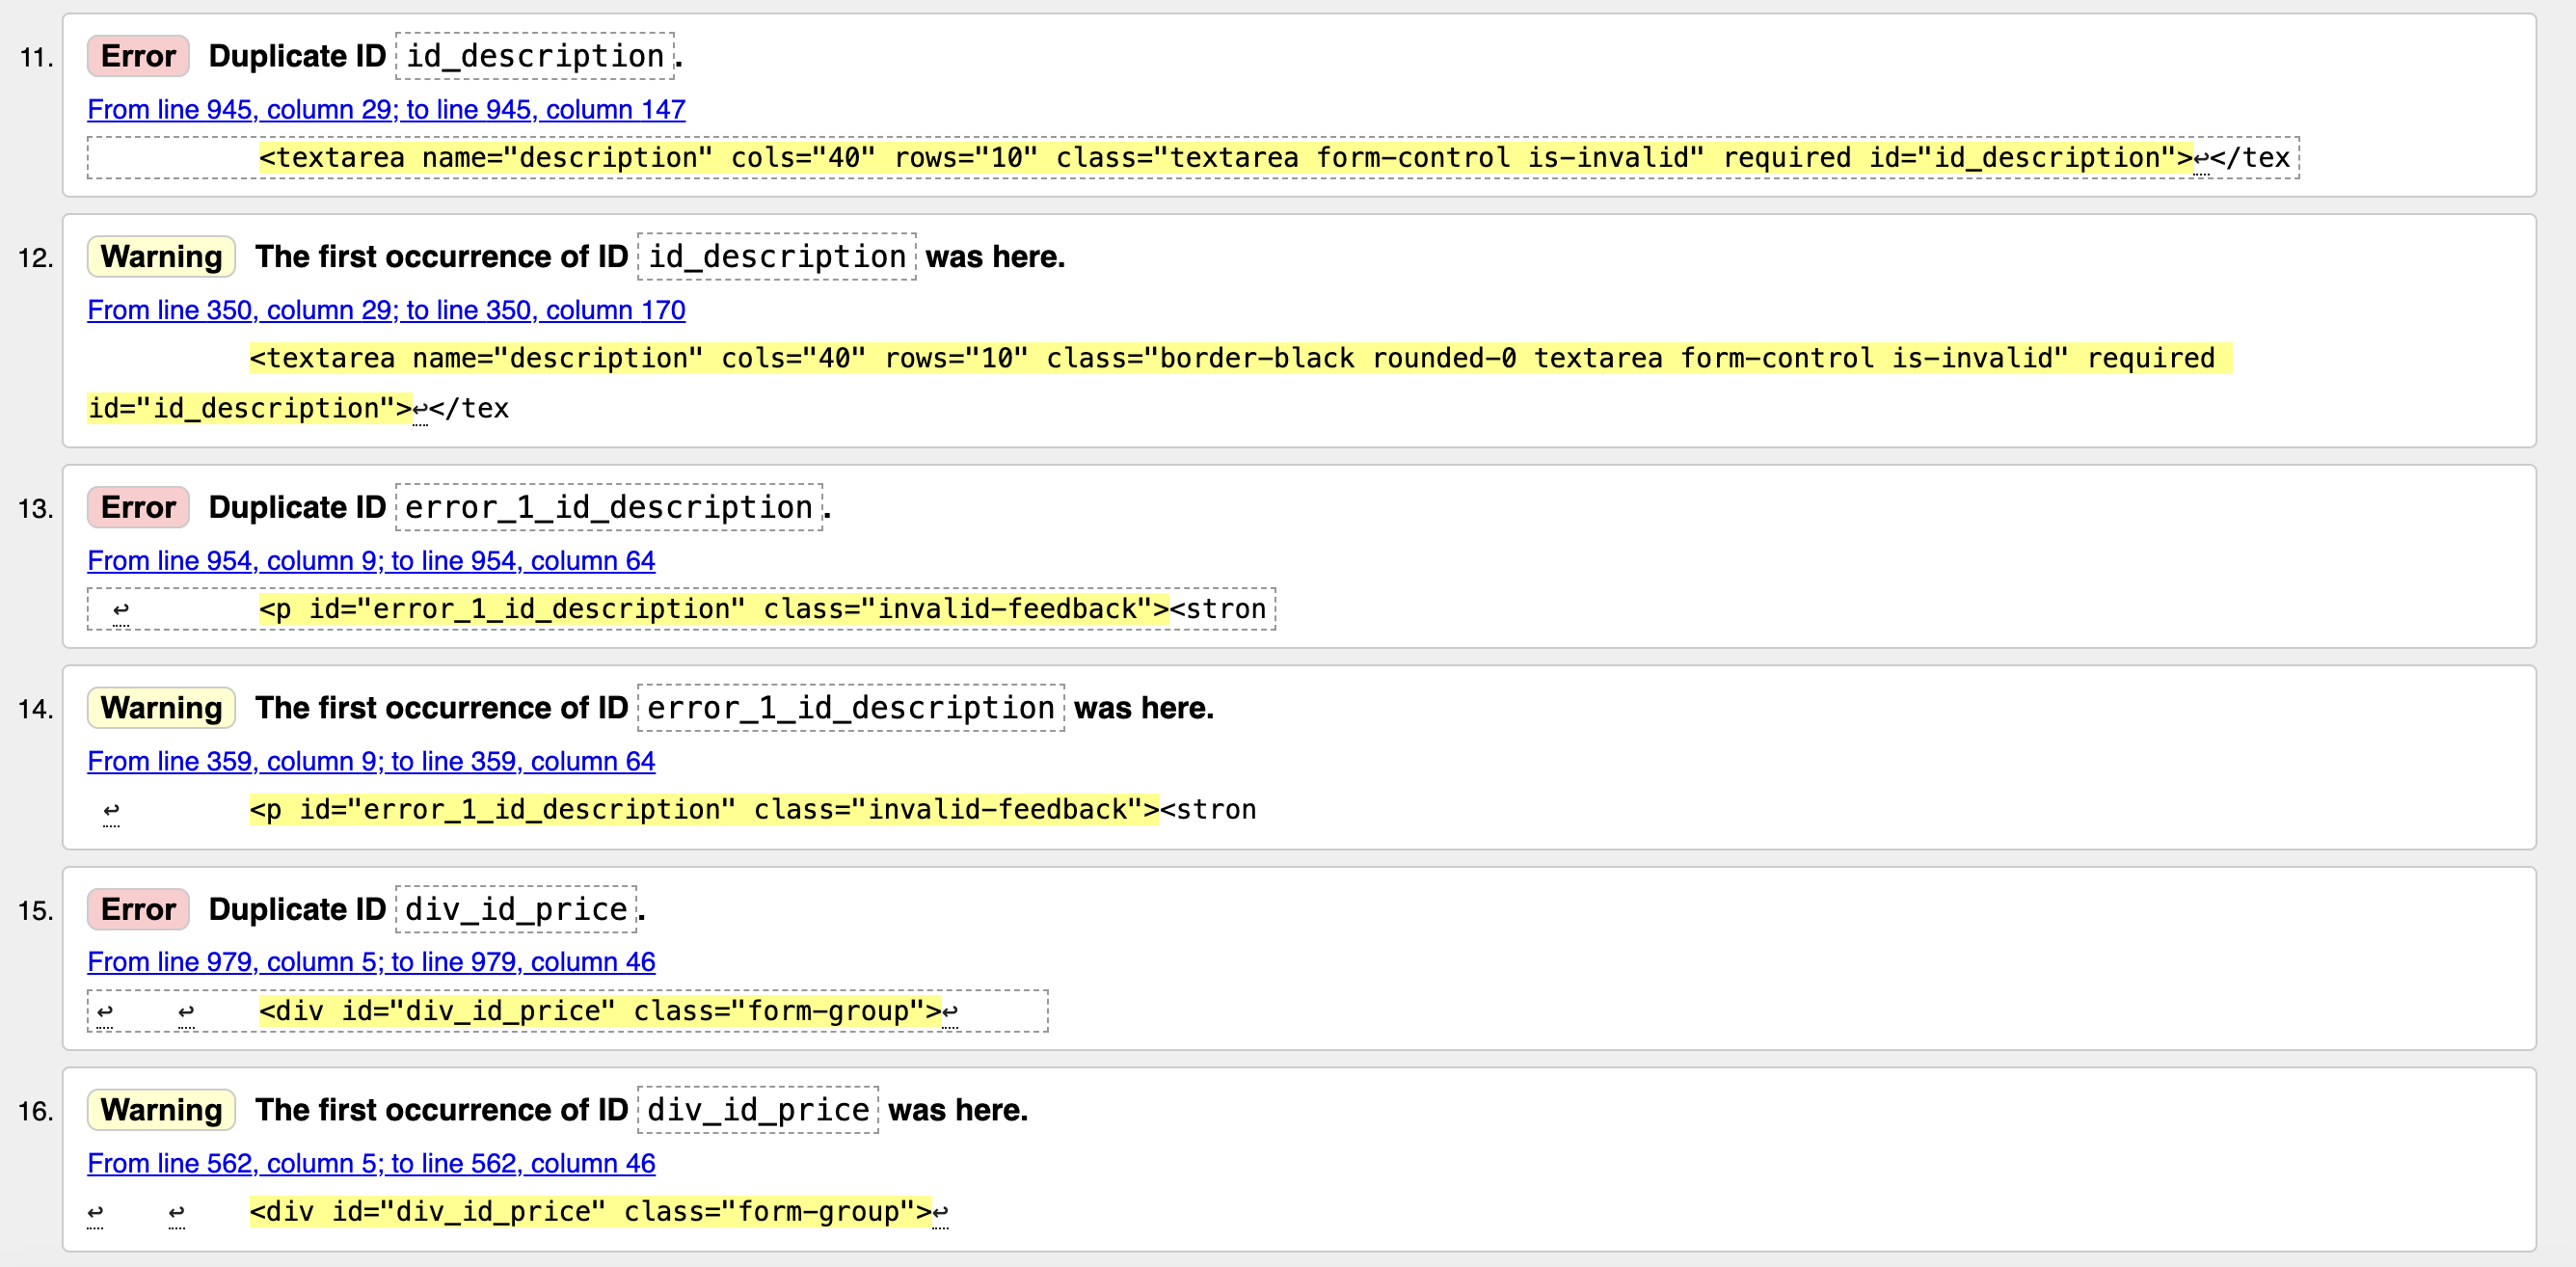 11. Error Duplicate ID id_description.
From line 945, column 29; to line 945, column 147
<textarea name="description" cols="40" rows="10" class="textarea form-control is-invalid" required id="id_description">↩</tex
12. Warning The first occurrence of ID id_description was here.
From line 350, column 29; to line 350, column 170
<textarea name="description" cols="40" rows="10" class="border-black rounded-0 textarea form-control is-invalid" required
id="id_description">↩</tex
13. Error Duplicate ID error_1_id_description.
From line 954, column 9; to line 954, column 64
↩ <p id="error_1_id_description" class="invalid-feedback"><stron
14. Warning The first occurrence of ID error_1_id_description was here.
From line 359, column 9; to line 359, column 64
↩ <p id="error_1_id_description" class="invalid-feedback"><stron
15. Error Duplicate ID div_id_price.
From line 979, column 5; to line 979, column 46
↩ ↩ <div id="div_id_price" class="form-group">↩
16. Warning The first occurrence of ID div_id_price was here.
From line 562, column 5; to line 562, column 46
↩ ↩ <div id="div_id_price" class="form-group">↩